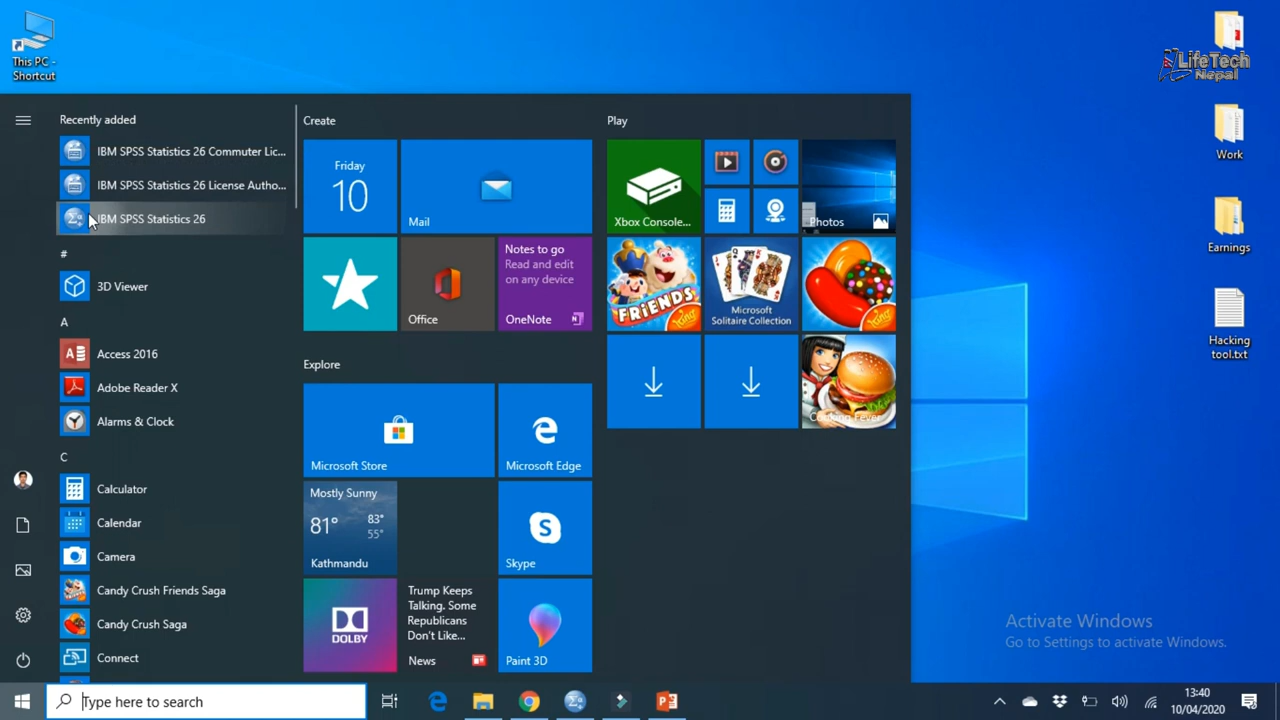 This PC -
Shortcut
LifeTech
Nepal
Work
Earnings
Hacking
tool.txt
Recently added
IBM SPSS Statistics 26 Commuter Lic...
IBM SPSS Statistics 26 License Autho...
IBM SPSS Statistics 26
#
3D Viewer
A
Access 2016
Adobe Reader X
Alarms & Clock
C
Calculator
Calendar
Camera
Candy Crush Friends Saga
Candy Crush Saga
Connect
Create
Friday
10
Mail
Office
Notes to go
Read and edit
on any device
OneNote
Explore
Microsoft Store
Microsoft Edge
Mostly Sunny
81°
83°
55°
Kathmandu
Skype
DOLBY
Trump Keeps
Talking. Some
Republicans
Don't Like...
News
Paint 3D
Play
Xbox Console...
Photos
FRIENDS
King
Microsoft
Solitaire Collection
King
Cooking Fever
Activate Windows
Go to Settings to activate Windows.
Type here to search
13:40
10/04/2020